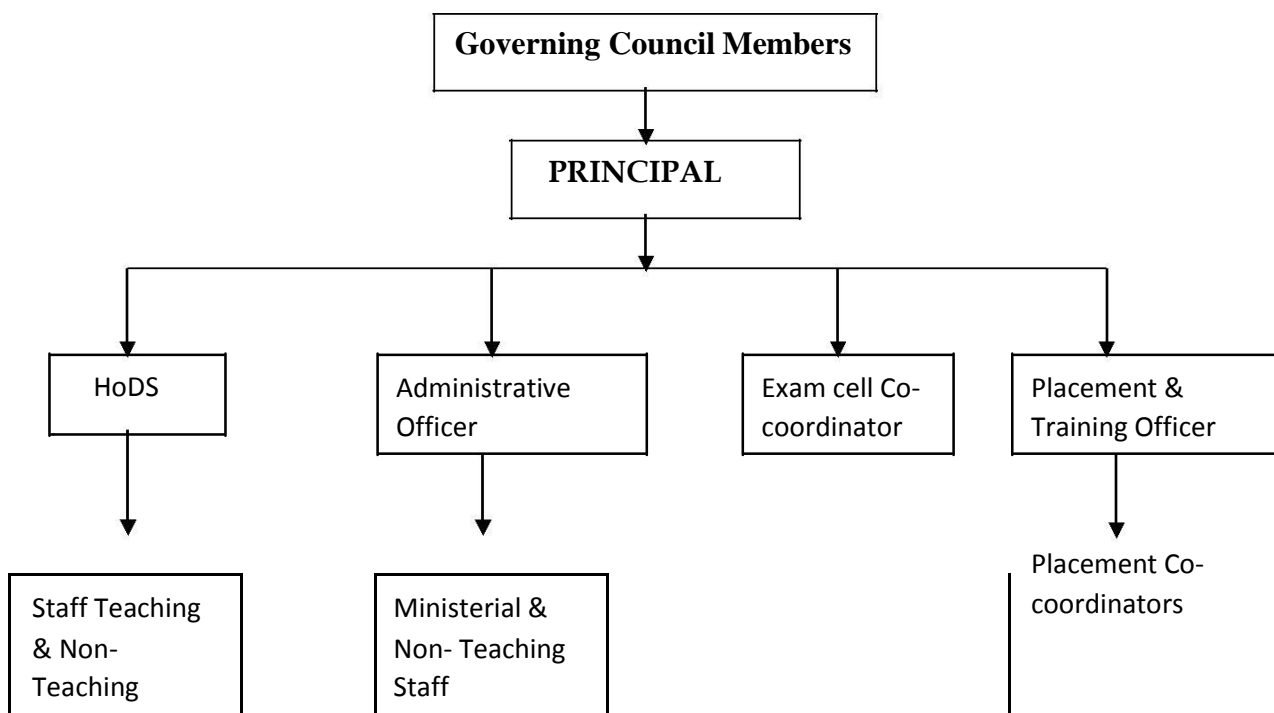 Governing Council Members
PRINCIPAL
HoDS
Administrative
Officer
Exam cell Co-
coordinator
Placement &
Training Officer
Staff Teaching
& Non-
Teaching
Ministerial &
Non- Teaching
Staff
Placement Co-
coordinators